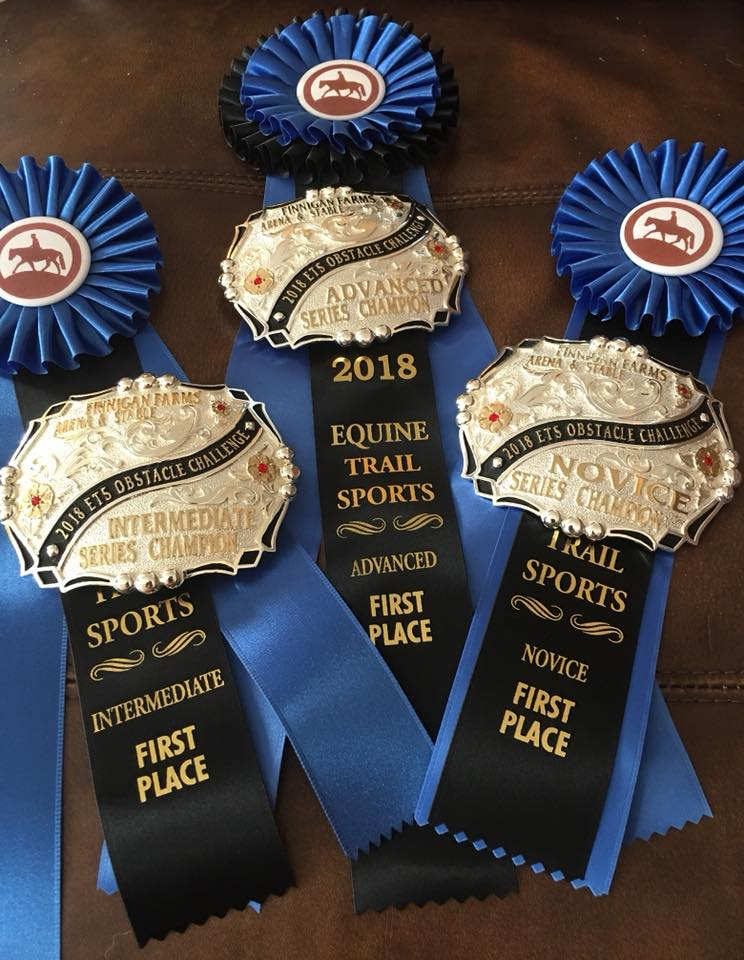 FINNIGAN FARMS
ARENA & STABLE
2018 ETS OBSTACLE CHALLENGE
ADVANCED
SERIES CHAMPION
2018
EQUINE
TRAIL
SPORTS
ADVANCED
FIRST
PLACE
FINNIGAN FARMS
ARENA & STABLE
2018 ETS OBSTACLE CHALLENGE
INTERMEDIATE
SERIES CHAMPION
SPORTS
INTERMEDIATE
FIRST
PLACE
FINNIGAN FARMS
ARENA & STABLE
2018 ETS OBSTACLE CHALLENGE
NOVICE
SERIES CHAMPION
TRAIL
SPORTS
NOVICE
FIRST
PLACE